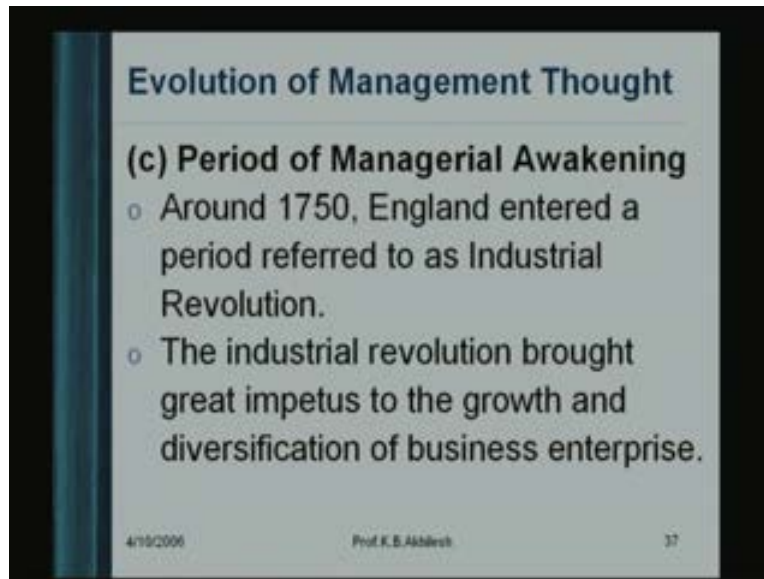 Evolution of Management Thought
(c) Period of Managerial Awakening
o Around 1750, England entered a
period referred to as Industrial
Revolution.
o The industrial revolution brought
great impetus to the growth and
diversification of business enterprise.
4/10/2006 Prof.K.B.Akhilesh 37